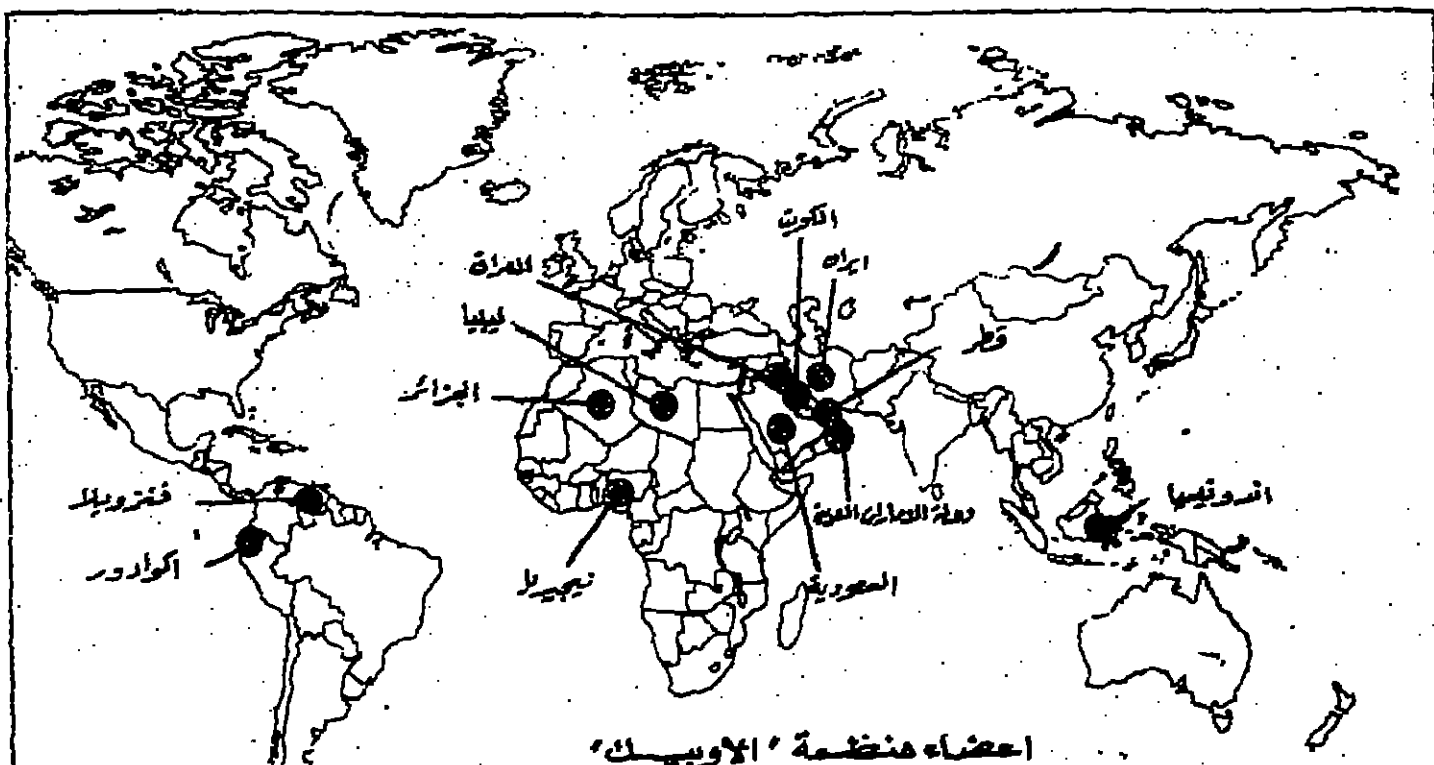 الكويت
ايران
العراق
ليبيا
قطر
الجزائر
فنزويلا
اكوادور
نيجيريا
دولة الامارات العربية
السعودية
اندونيسيا
اعضاء منظمة "الاوبيك"